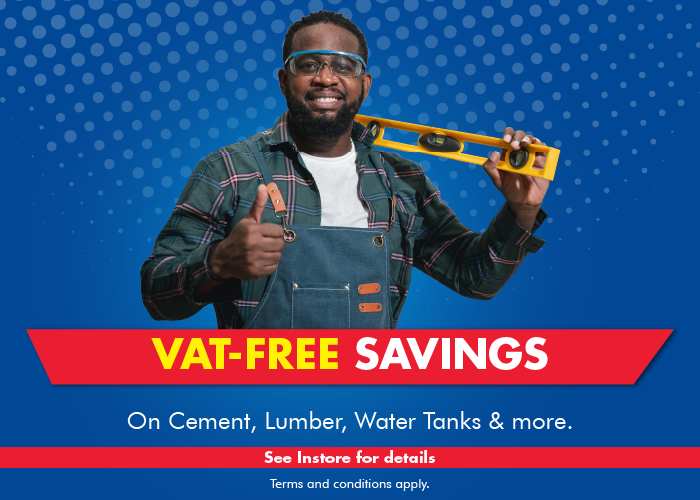 VAT-FREE SAVINGS
On Cement, Lumber, Water Tanks & more.
See Instore for details
Terms and conditions apply.